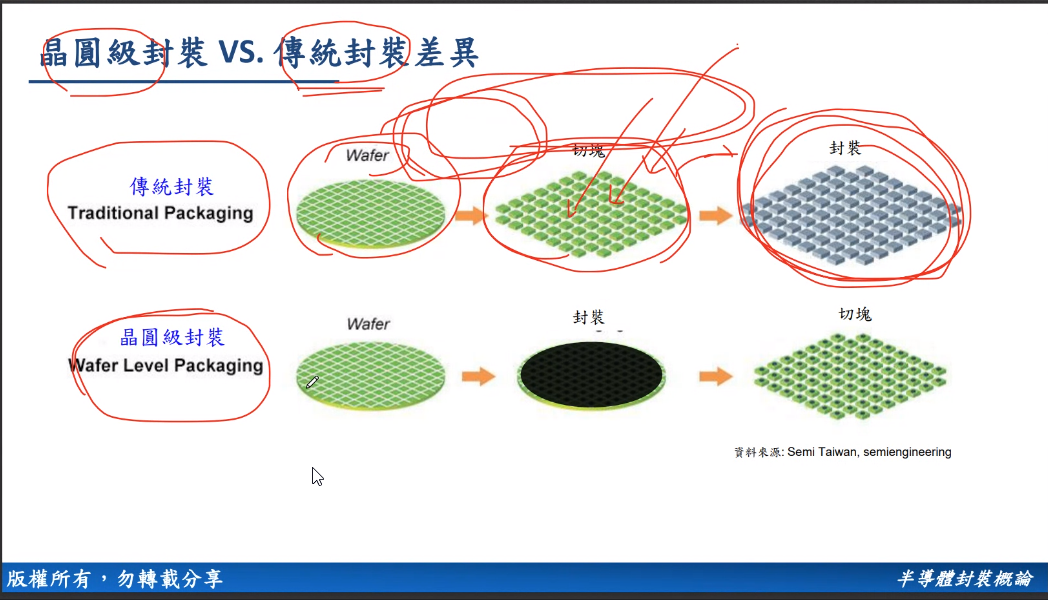 晶圓級封裝 VS. 傳統封裝差異
傳統封裝
Traditional Packaging
Wafer
切塊
封裝
晶圓級封裝
Wafer Level Packaging
Wafer
封裝
切塊
資料來源: Semi Taiwan, semiengineering
版權所有，勿轉載分享
半導體封裝概論